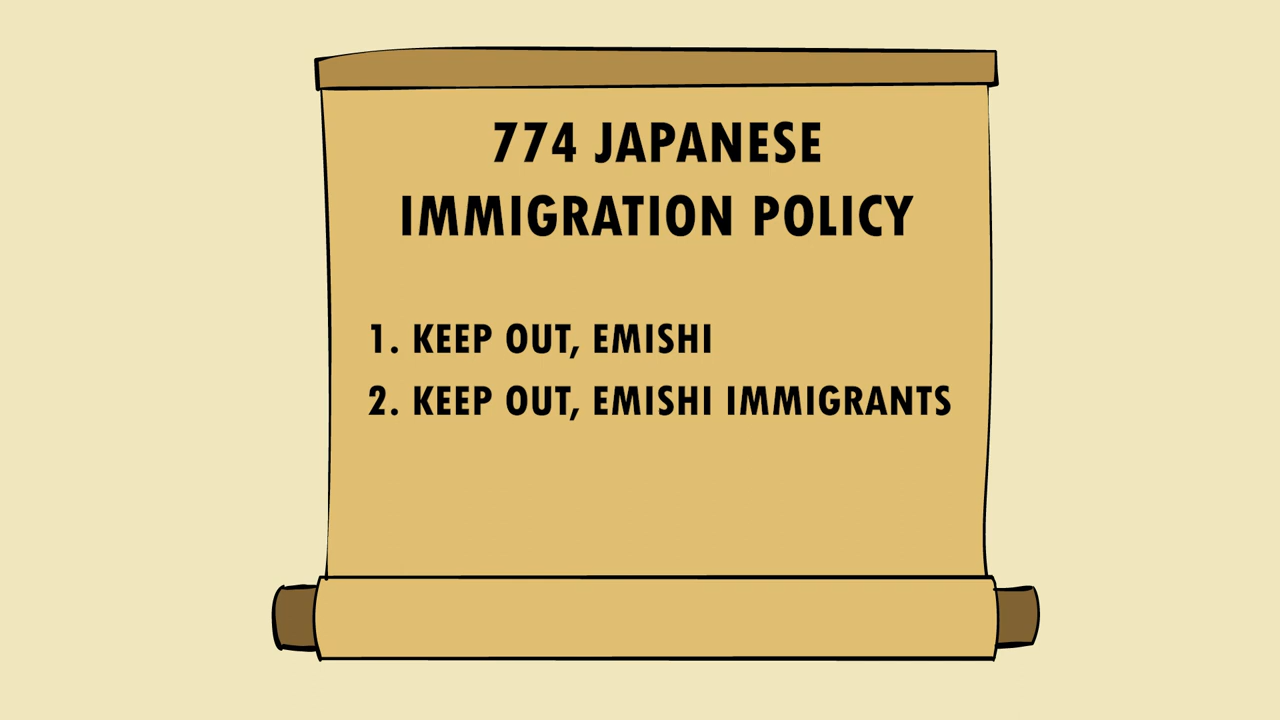 774 JAPANESE
IMMIGRATION POLICY
1. KEEP OUT, EMISHI
2. KEEP OUT, EMISHI IMMIGRANTS